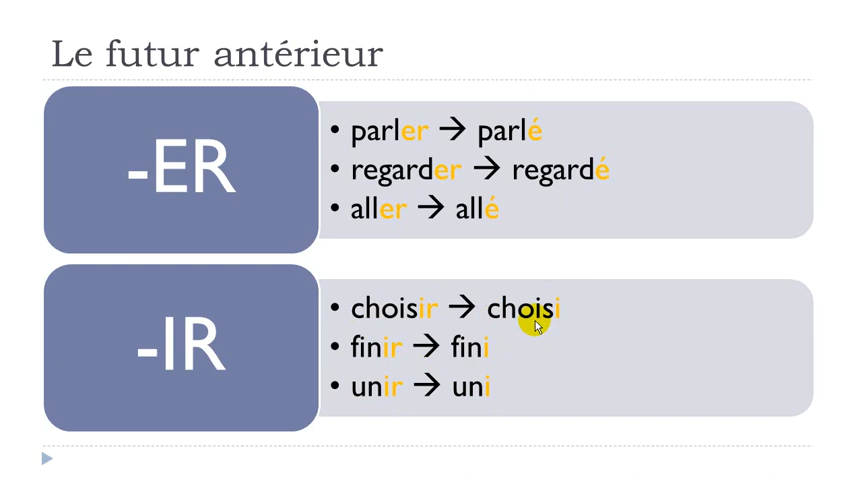 Le futur antérieur
-ER
• parler → parlé
• regarder → regardé
• aller → allé
-IR
• choisir → choisi
• finir → fini
• unir → uni